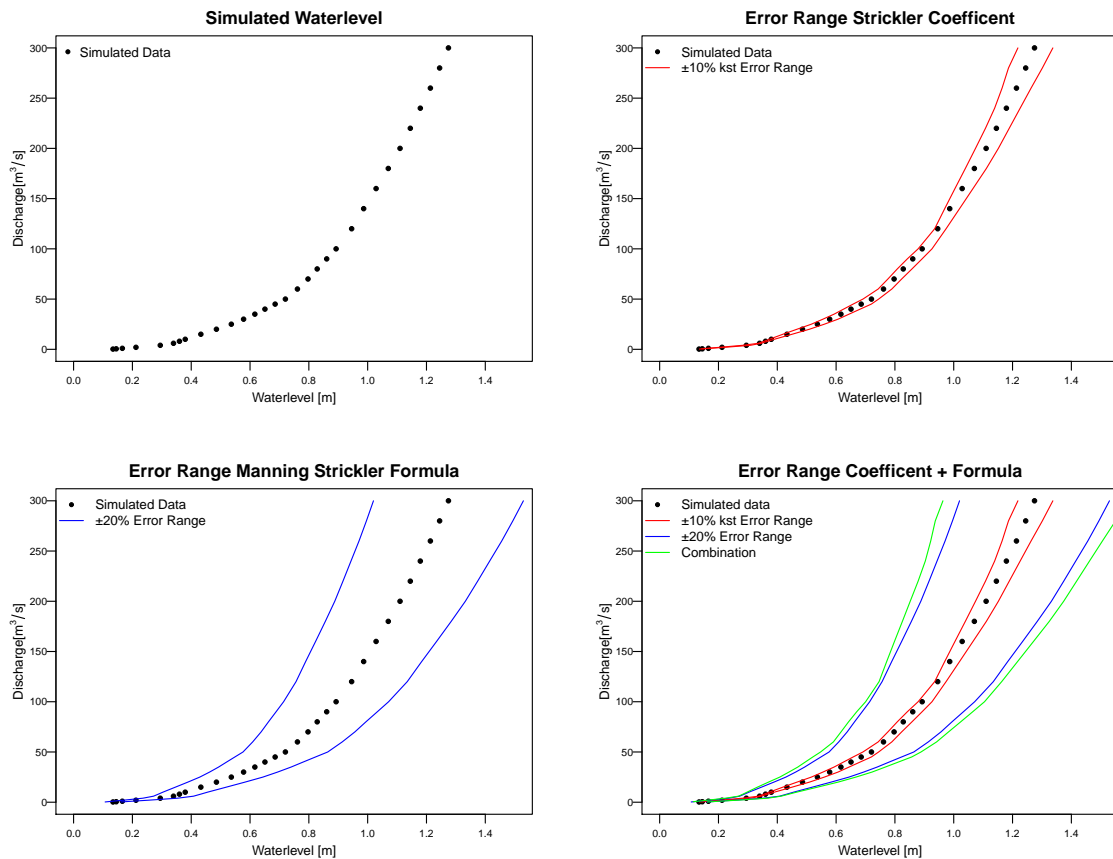 Simulated Waterlevel
Simulated Data
Discharge[m³/s]
300
250
200
150
100
50
0
0.0 0.2 0.4 0.6 0.8 1.0 1.2 1.4
Waterlevel [m]
Error Range Strickler Coefficent
Simulated Data
±10% kst Error Range
Discharge[m³/s]
300
250
200
150
100
50
0
0.0 0.2 0.4 0.6 0.8 1.0 1.2 1.4
Waterlevel [m]
Error Range Manning Strickler Formula
Simulated Data
±20% Error Range
Discharge[m³/s]
300
250
200
150
100
50
0
0.0 0.2 0.4 0.6 0.8 1.0 1.2 1.4
Waterlevel [m]
Error Range Coefficent + Formula
Simulated data
±10% kst Error Range
±20% Error Range
Combination
Discharge[m³/s]
300
250
200
150
100
50
0
0.0 0.2 0.4 0.6 0.8 1.0 1.2 1.4
Waterlevel [m]